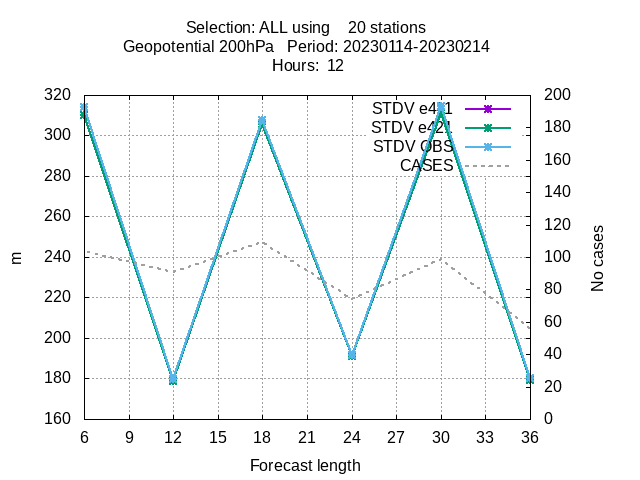 Selection: ALL using 20 stations
Geopotential 200hPa Period: 20230114-20230214
Hours: 12
320
300
280
260
240
220
200
180
160
200
180
160
140
120
100
80
60
40
20
0
6 9 12 15 18 21 24 27 30 33 36
m
No cases
Forecast length
STDV
STDV
STDV OBS
CASES